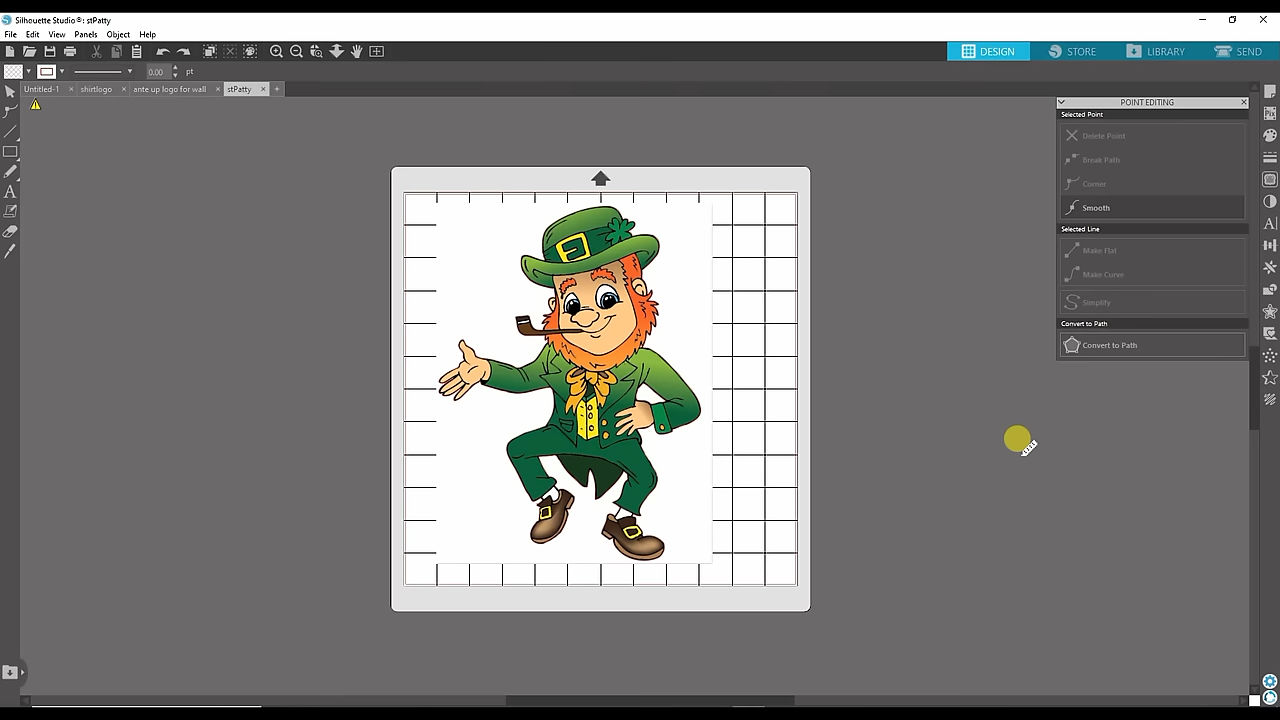 Silhouette Studio®: stPatty
File Edit View Panels Object Help
DESIGN STORE LIBRARY SEND
0.00 pt
Untitled-1 × shirtlogo × ante up logo for wall × stPatty × +
POINT EDITING
Selected Point
Delete Point
Break Path
Corner
Smooth
Selected Line
Make Flat
Make Curve
Simplify
Convert to Path
Convert to Path